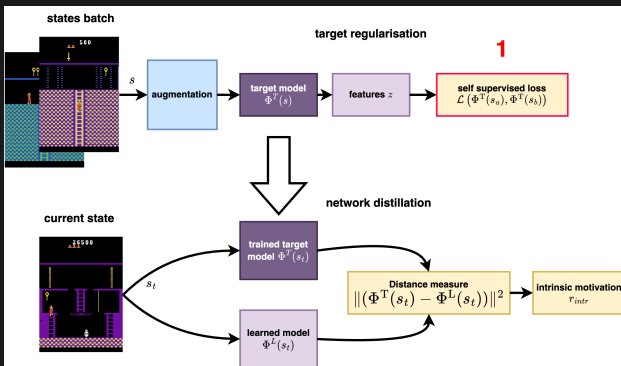 states batch
target regularisation
1
500
s
augmentation
target model
Φ^T(s)
features z
self supervised loss
ℒ (Φ^T(s_a), Φ^T(s_b))
network distillation
current state
26500
s_t
trained target
model Φ^T(s_t)
Distance measure
‖(Φ^T(s_t) − Φ^L(s_t))‖²
intrinsic motivation
r_intr
learned model
Φ^L(s_t)